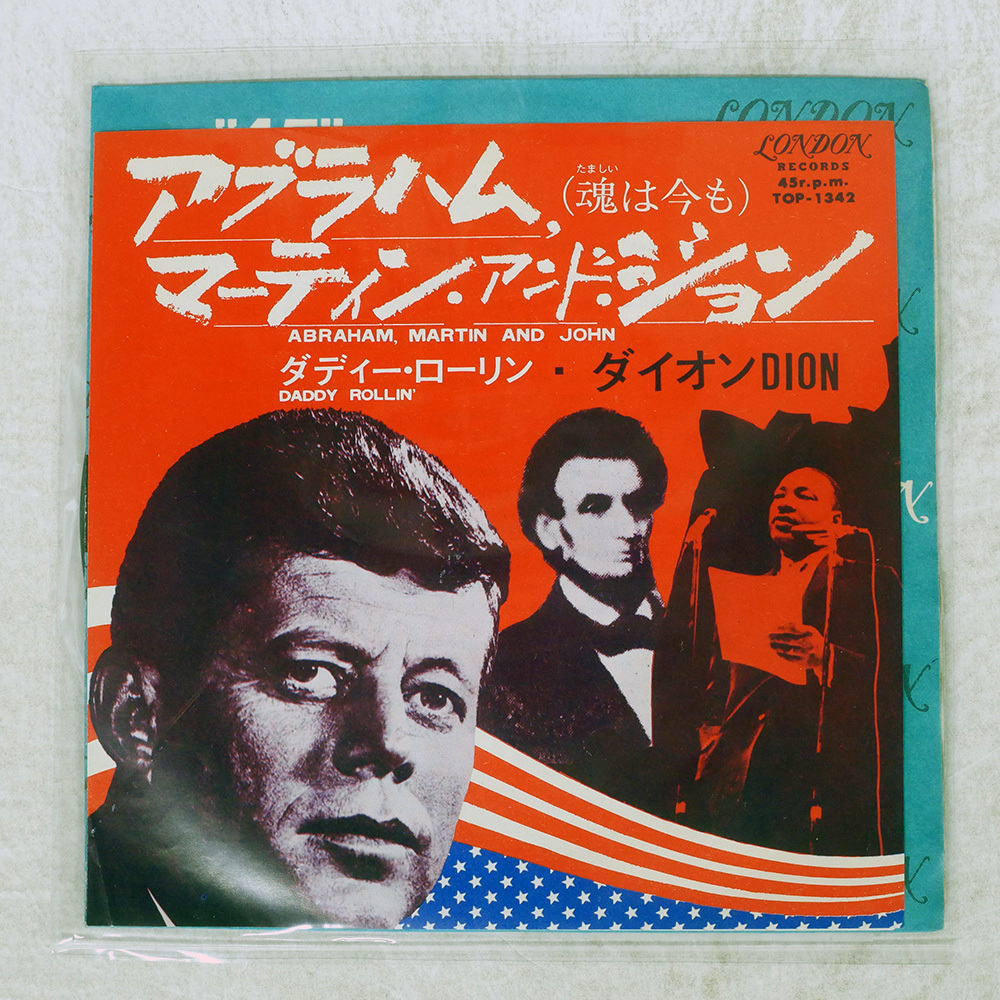 LONDON
LONDON
RECORDS
45r.p.m.
TOP-1342
アブラハム,
たましい
(魂は今も)
マーティン・アンド・ジョン
ABRAHAM, MARTIN AND JOHN
ダディー・ローリン ・ ダイオンDION
DADDY ROLLIN'